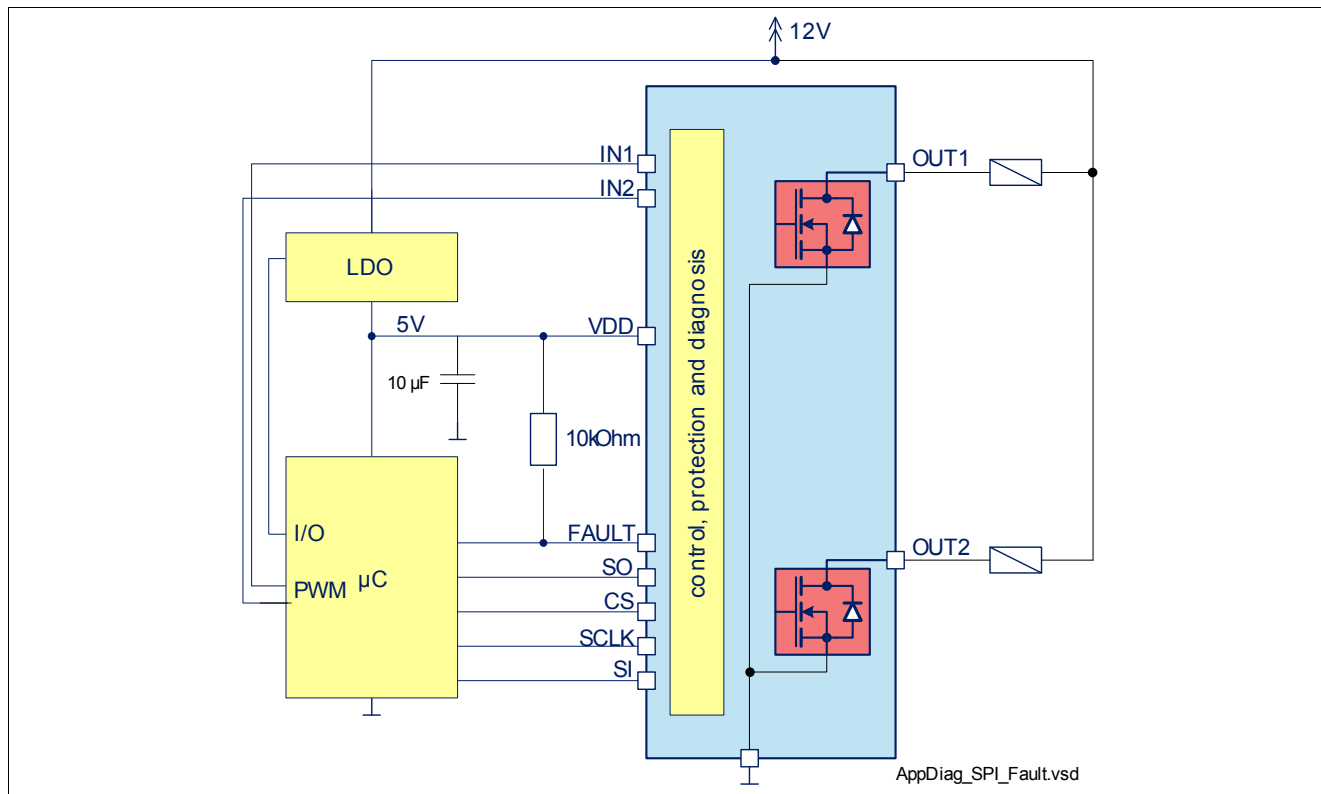 12V
IN1
OUT1
IN2
LDO
control, protection and diagnosis
5V
VDD
10 µF
10kOhm
I/O
FAULT
OUT2
µC
SO
PWM
CS
SCLK
SI
AppDiag_SPI_Fault.vsd